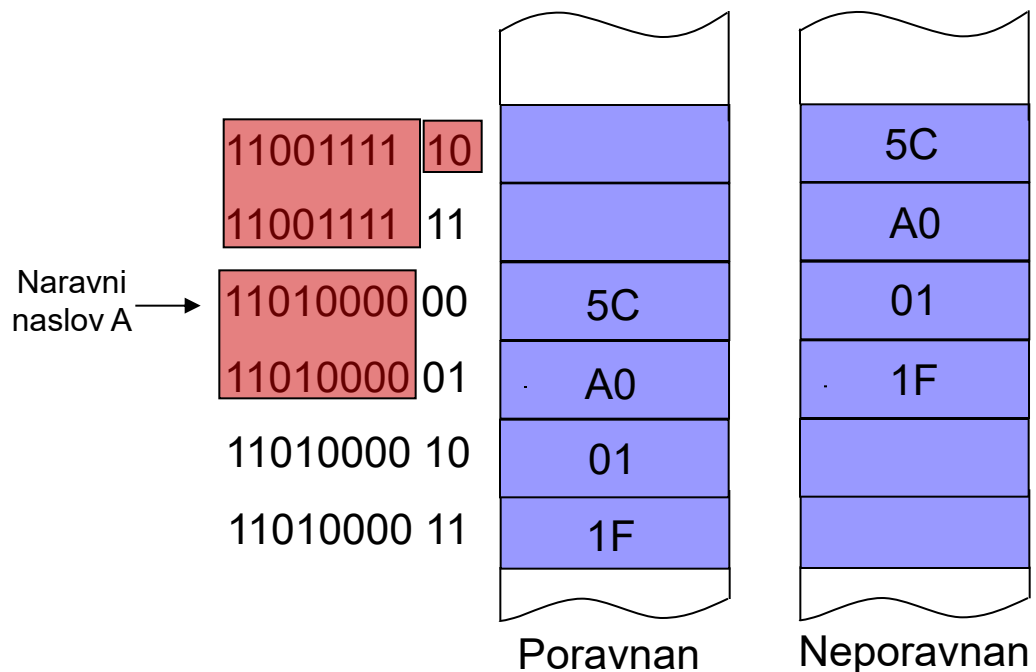 11001111 10 5C
11001111 11 A0
Naravni
naslov A
11010000 00 5C 01
11010000 01 A0 1F
11010000 10 01
11010000 11 1F
Poravnan Neporavnan